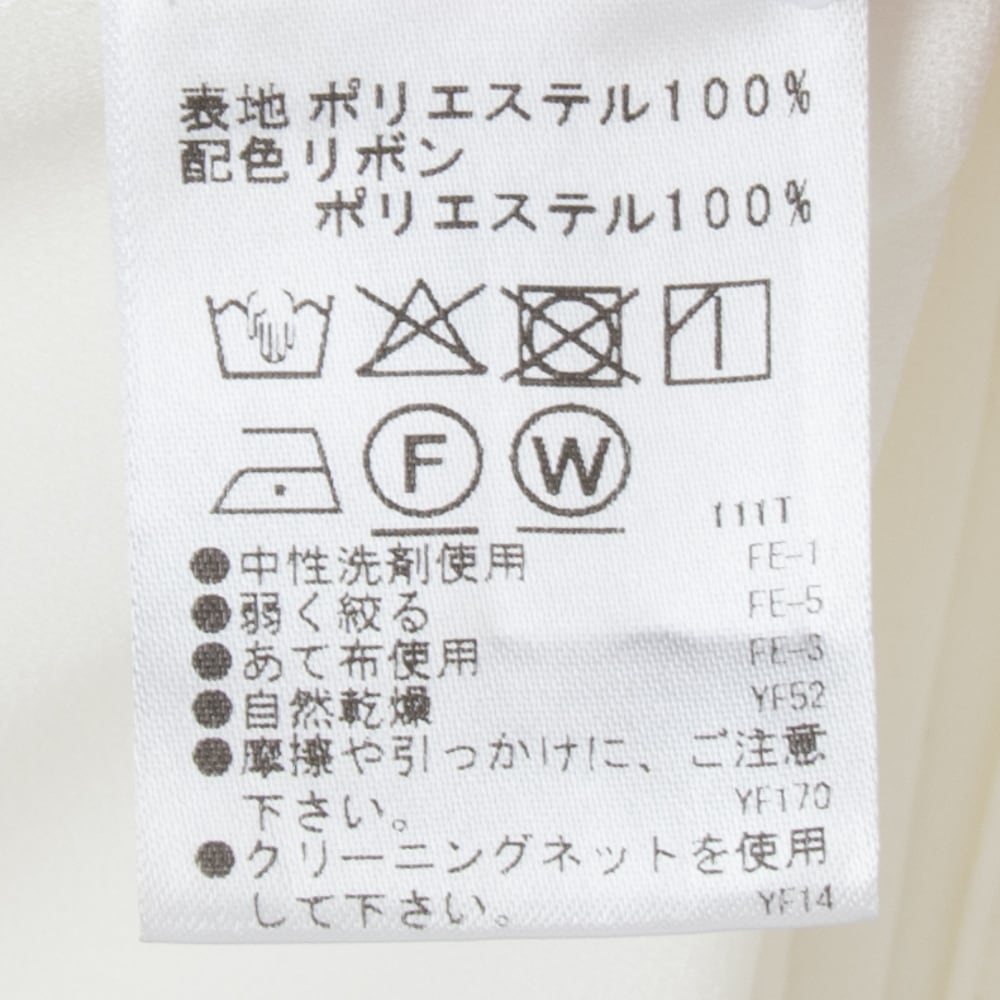 表地 ポリエステル100%
配色リボン
ポリエステル100%
F W
111T
●中性洗剤使用 FE-1
●弱く絞る FE-5
●あて布使用 FE-3
●自然乾燥 YF52
●摩擦や引っかけに、ご注意
下さい。 YF170
●クリーニングネットを使用
して下さい。 YF14